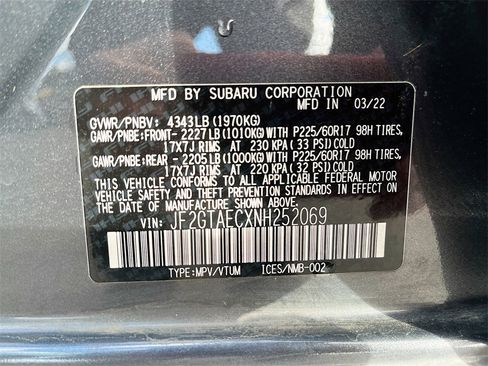 MFD BY SUBARU CORPORATION
MFD IN 03/22
GVWR/PNBV: 4343LB (1970KG)
GAWR/PNBE:FRONT- 2227LB (1010KG) WITH P225/60R17 98H TIRES,
17X7J RIMS AT 230 KPA (33 PSI) COLD
GAWR/PNBE:REAR - 2205LB (1000KG) WITH P225/60R17 98H TIRES,
17X7J RIMS AT 220 KPA (32 PSI) COLD
THIS VEHICLE CONFORMS TO ALL APPLICABLE FEDERAL MOTOR
VEHICLE SAFETY, BUMPER, AND THEFT PREVENTION STANDARDS IN EFFECT ON THE
DATE OF MANUFACTURE SHOWN ABOVE.
VIN: JF2GTAECXNH252069
TYPE:MPV/VTUM ICES/NMB-002